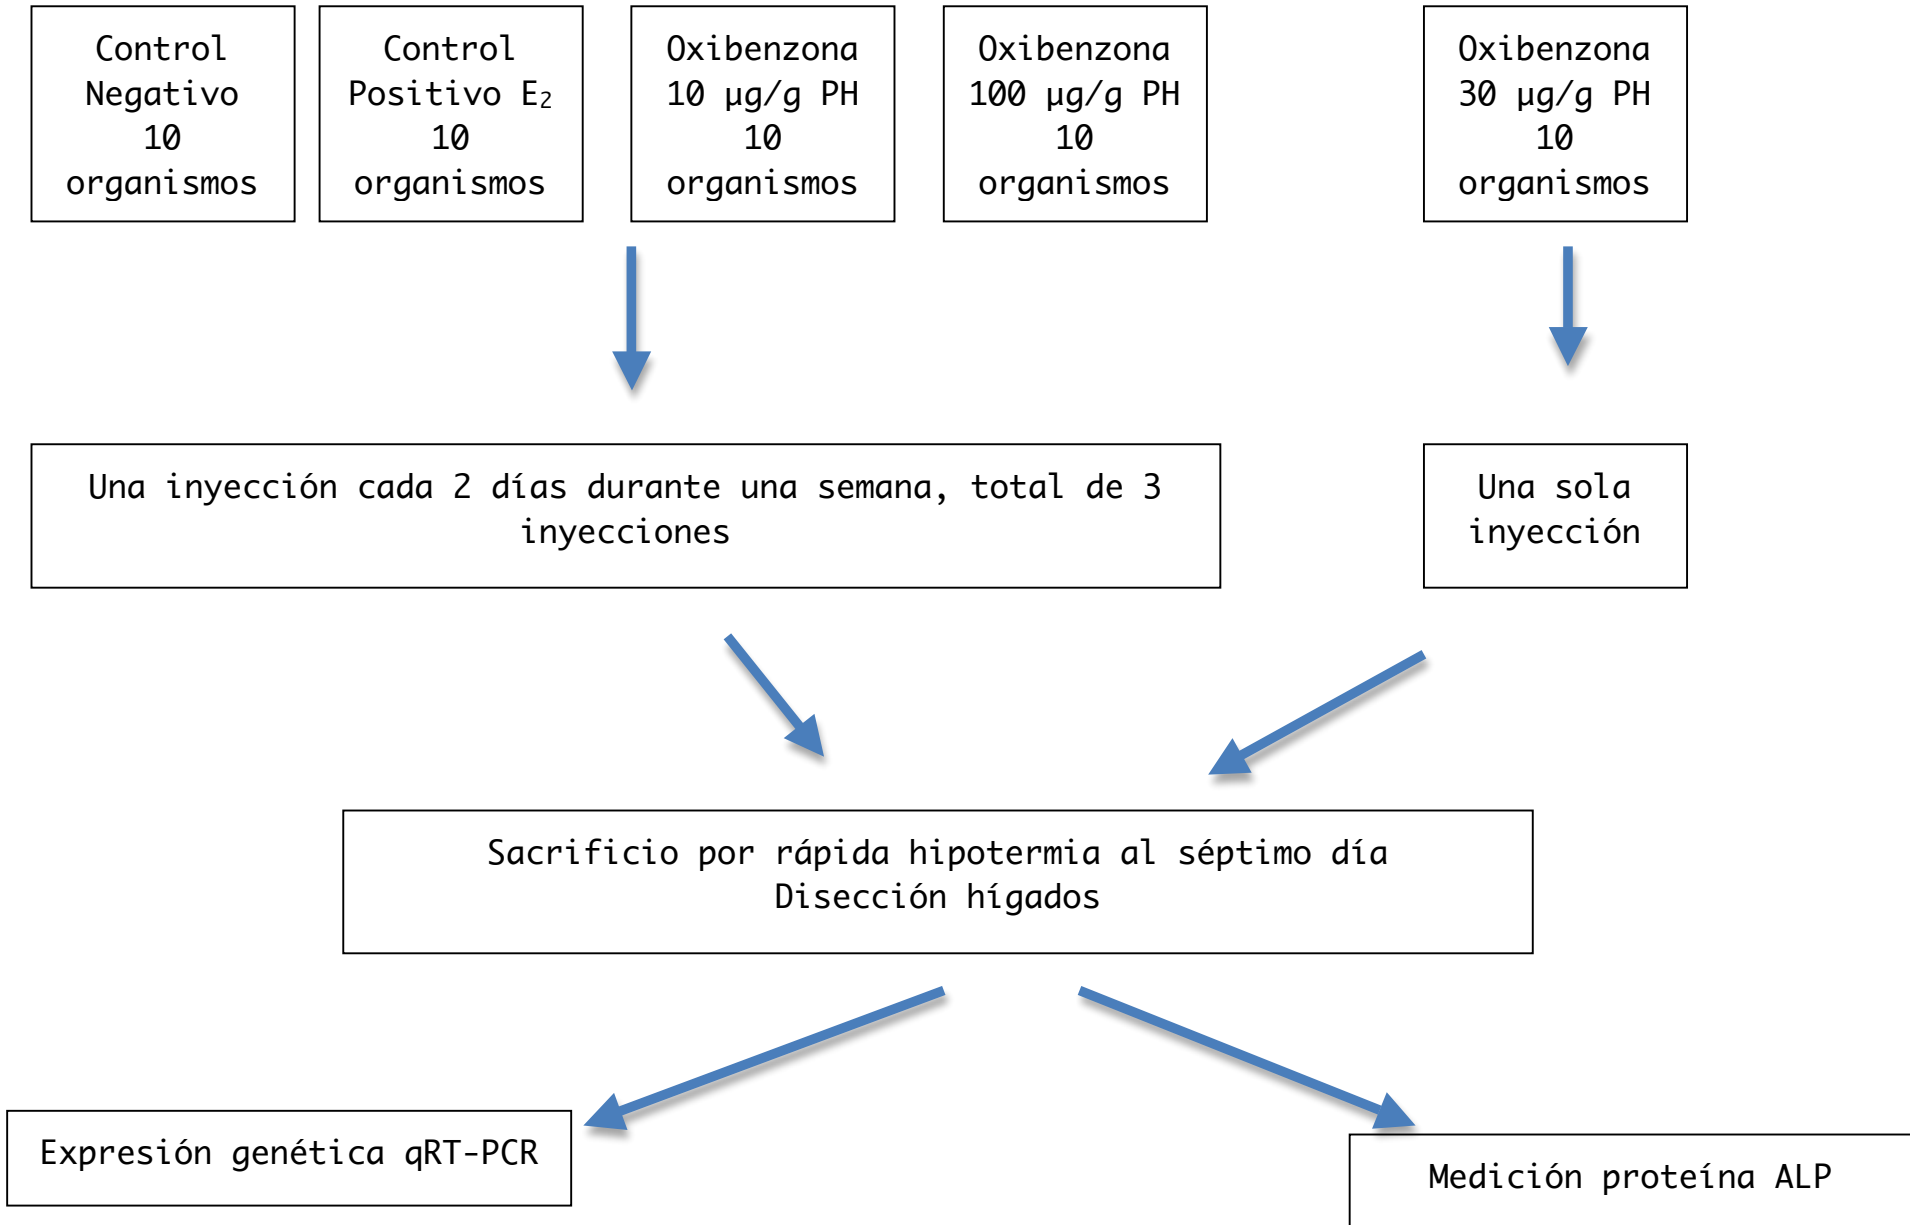 Control
Negativo
10
organismos
Control
Positivo E₂
10
organismos
Oxibenzona
10 µg/g PH
10
organismos
Oxibenzona
100 µg/g PH
10
organismos
Oxibenzona
30 µg/g PH
10
organismos
Una inyección cada 2 días durante una semana, total de 3
inyecciones
Una sola
inyección
Sacrificio por rápida hipotermia al séptimo día
Disección hígados
Expresión genética qRT-PCR
Medición proteína ALP